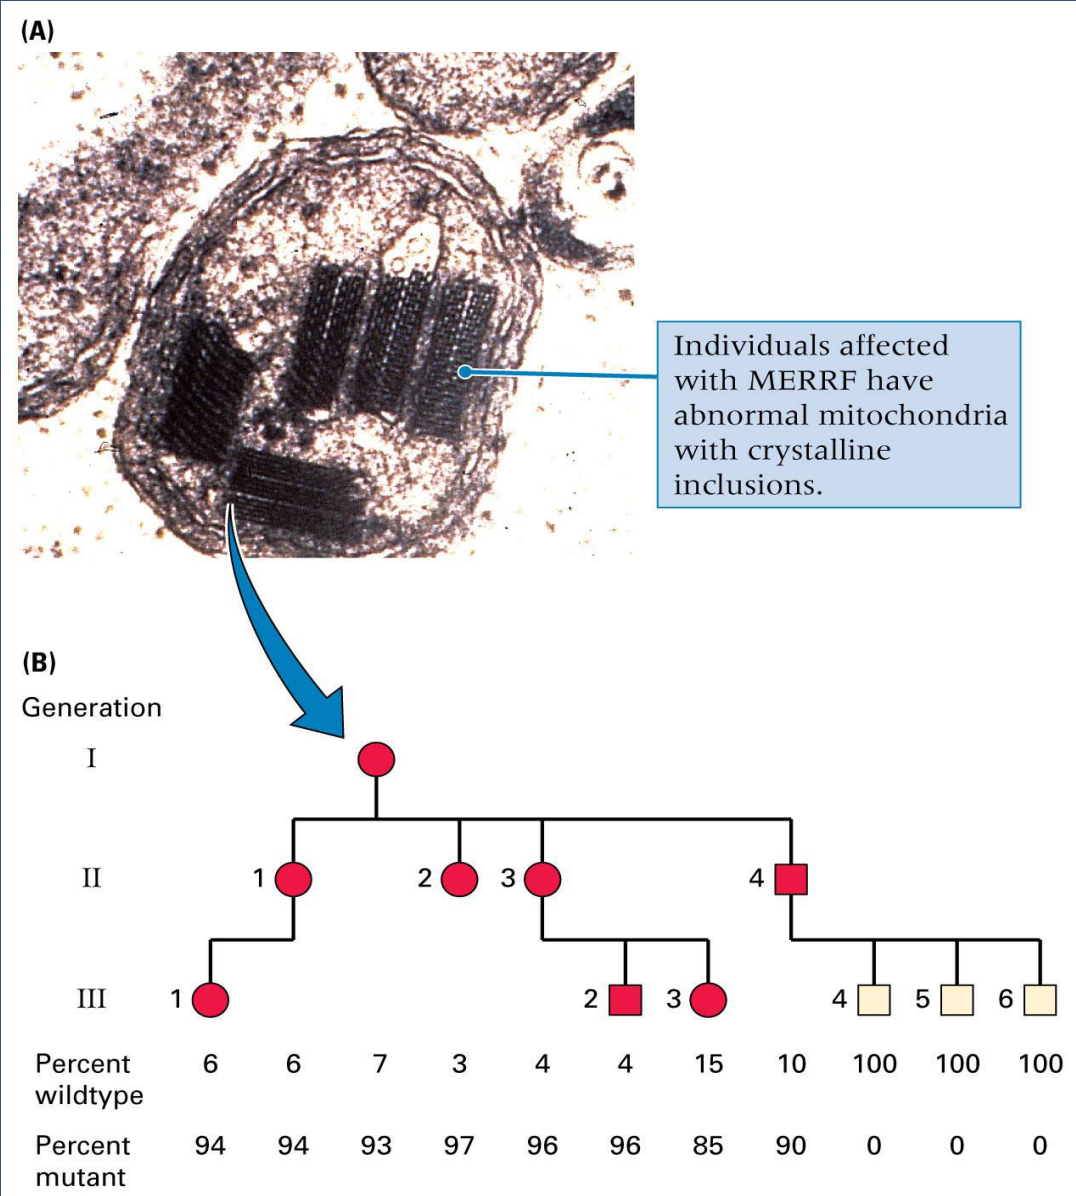 (A)
Individuals affected
with MERRF have
abnormal mitochondria
with crystalline
inclusions.
(B)
Generation
I
II
1 2 3 4
III
1 2 3 4 5 6
Percent wildtype 6 6 7 3 4 4 15 10 100 100 100
Percent mutant 94 94 93 97 96 96 85 90 0 0 0